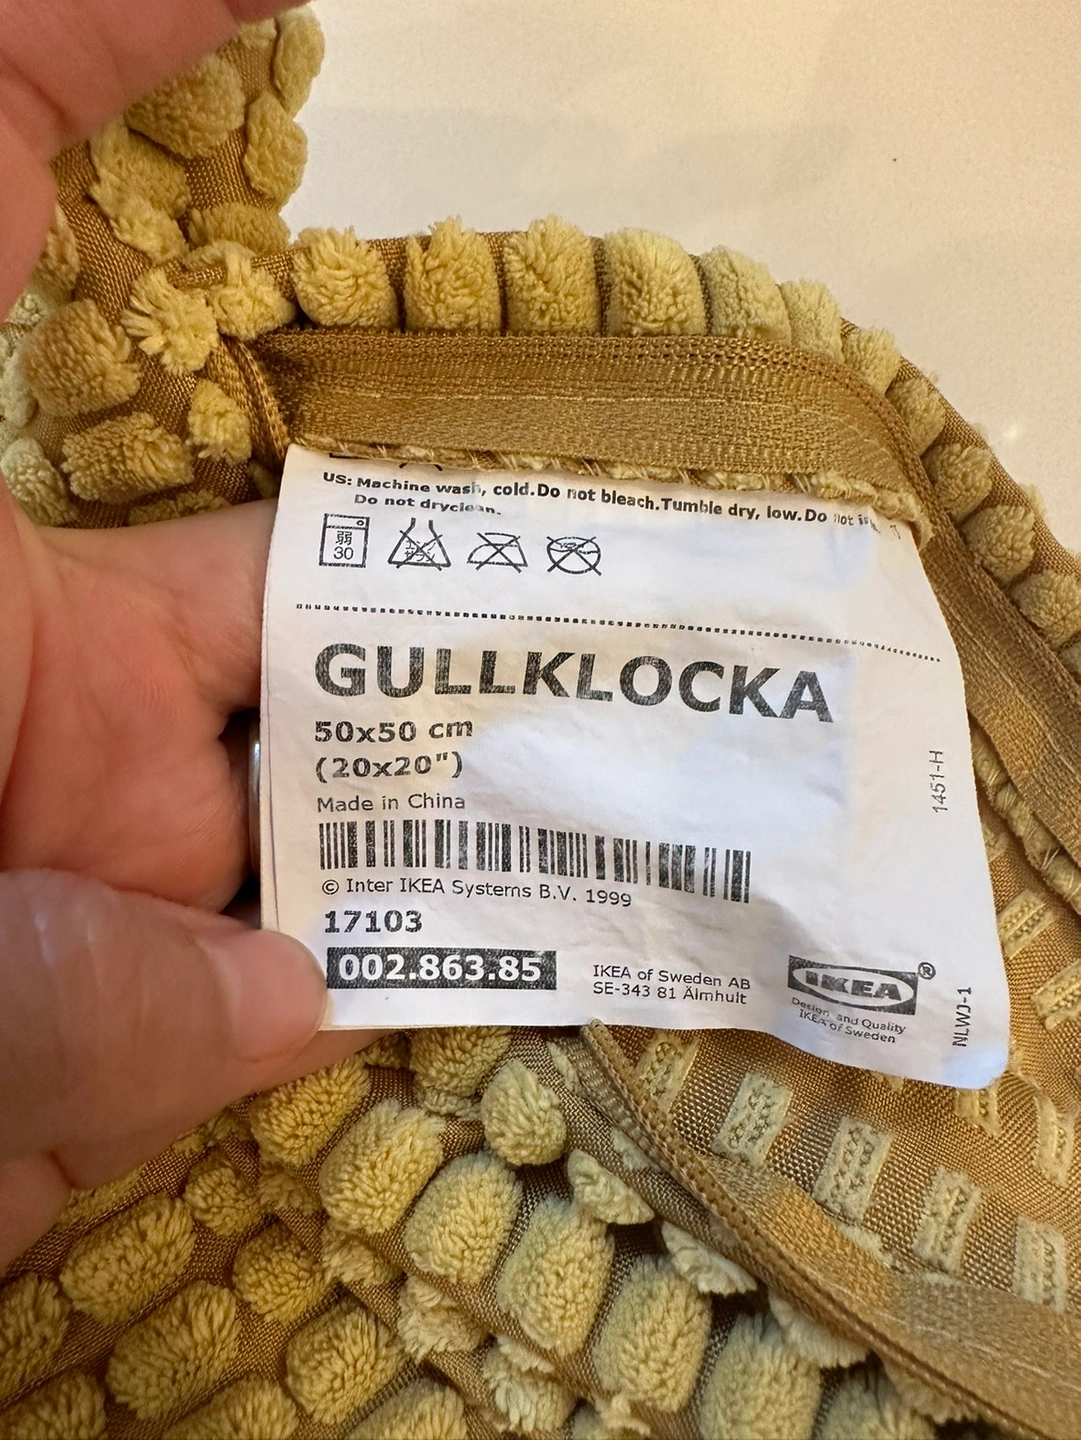 US: Machine wash, cold.Do not bleach.Tumble dry, low.Do not
Do not dryclean.
弱
30
GULLKLOCKA
50x50 cm
(20x20")
Made in China
© Inter IKEA Systems B.V. 1999
17103
002.863.85
IKEA of Sweden AB
SE-343 81 Älmhult
IKEA®
Design and Quality
IKEA of Sweden
1451-H
NLWJ-1